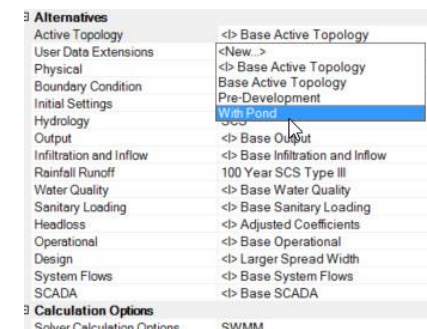 Alternatives
Active Topology <I> Base Active Topology
User Data Extensions <New...>
Physical <I> Base Active Topology
Boundary Condition Base Active Topology
Initial Settings Pre-Development
With Pond
Hydrology SCS
Output <I> Base Output
Infiltration and Inflow <I> Base Infiltration and Inflow
Rainfall Runoff 100 Year SCS Type III
Water Quality <I> Base Water Quality
Sanitary Loading <I> Base Sanitary Loading
Headloss <I> Adjusted Coefficients
Operational <I> Base Operational
Design <I> Larger Spread Width
System Flows <I> Base System Flows
SCADA <I> Base SCADA
Calculation Options
Solver Calculation Options SWMM